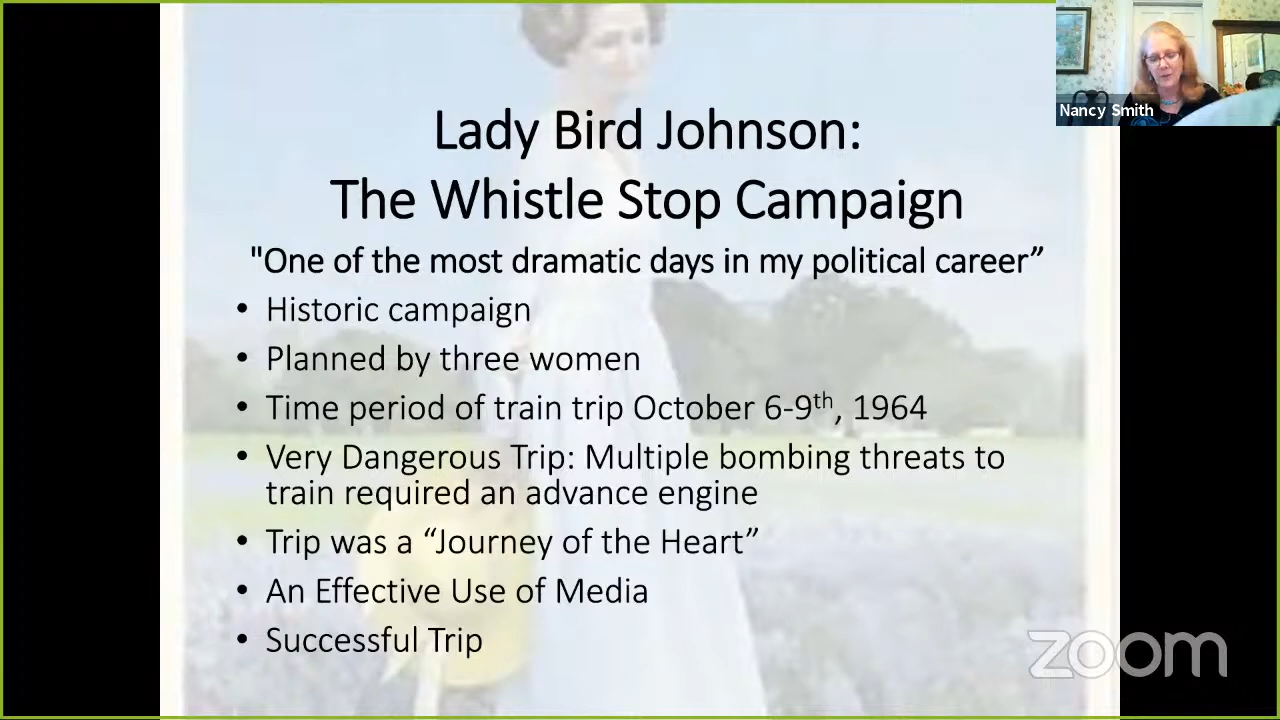 Nancy Smith
Lady Bird Johnson:
The Whistle Stop Campaign
"One of the most dramatic days in my political career”
• Historic campaign
• Planned by three women
• Time period of train trip October 6-9th, 1964
• Very Dangerous Trip: Multiple bombing threats to
train required an advance engine
• Trip was a “Journey of the Heart”
• An Effective Use of Media
• Successful Trip
zoom